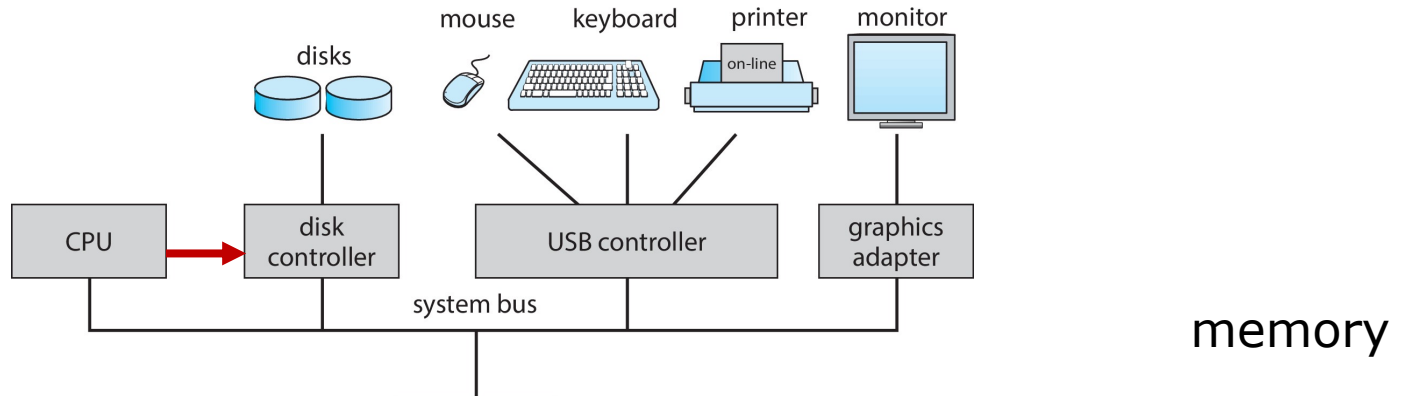 mouse
keyboard
printer
monitor
disks
on-line
CPU
disk
controller
USB controller
graphics
adapter
system bus
memory